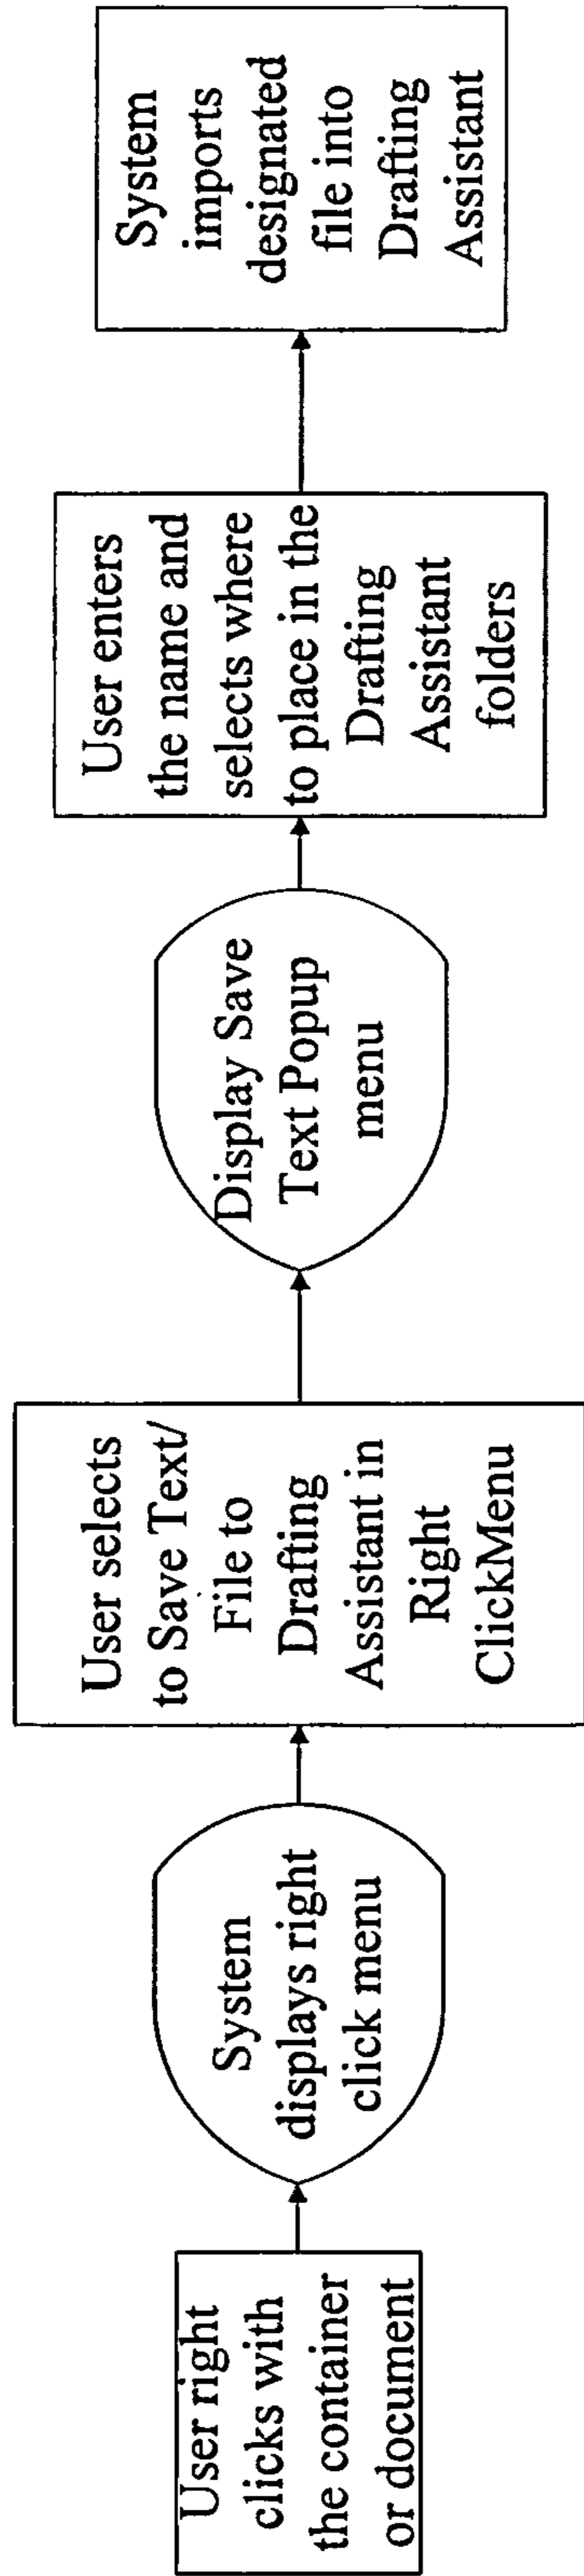 User right
clicks with
the container
or document
System
displays right
click menu
User selects
to Save Text/
File to
Drafting
Assistant in
Right
ClickMenu
Display Save
Text Popup
menu
User enters
the name and
selects where
to place in the
Drafting
Assistant
folders
System
imports
designated
file into
Drafting
Assistant